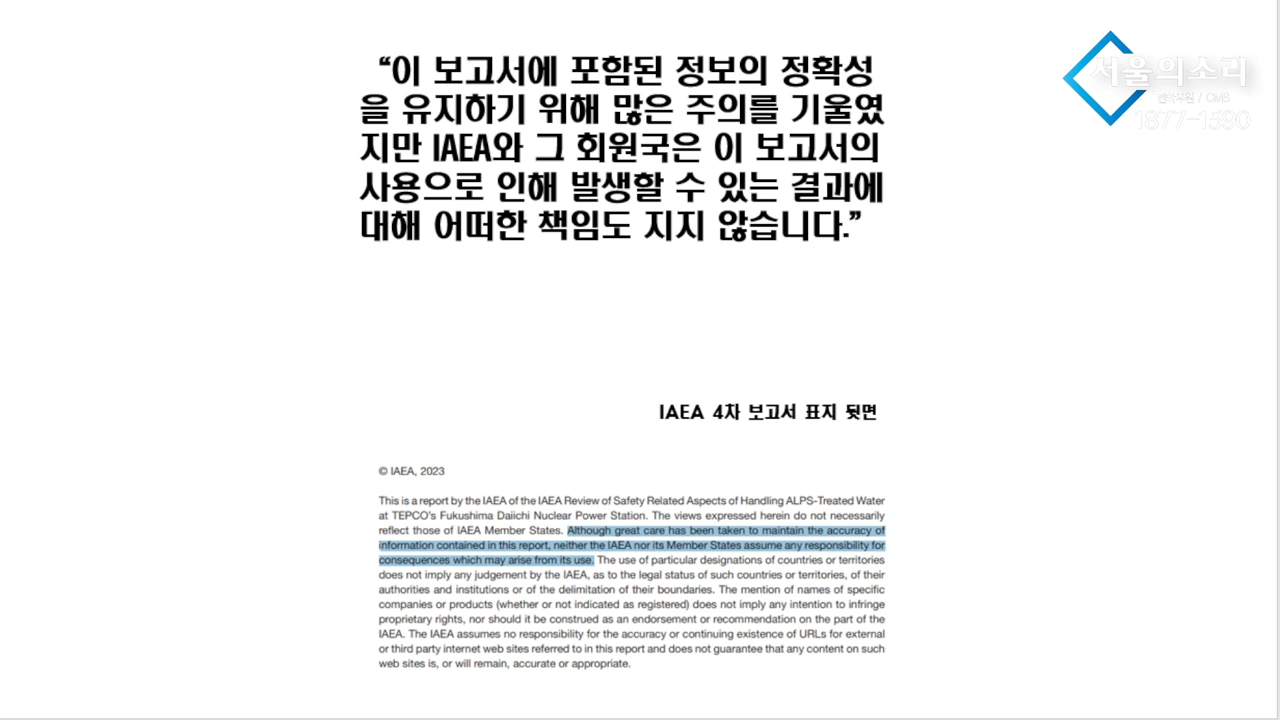 서울의소리
전화후원 / CMS
1877-1590
“이 보고서에 포함된 정보의 정확성
을 유지하기 위해 많은 주의를 기울였
지만 IAEA와 그 회원국은 이 보고서의
사용으로 인해 발생할 수 있는 결과에
대해 어떠한 책임도 지지 않습니다.”
IAEA 4차 보고서 표지 뒷면
© IAEA, 2023
This is a report by the IAEA of the IAEA Review of Safety Related Aspects of Handling ALPS-Treated Water
at TEPCO's Fukushima Daiichi Nuclear Power Station. The views expressed herein do not necessarily
reflect those of IAEA Member States. Although great care has been taken to maintain the accuracy of
information contained in this report, neither the IAEA nor its Member States assume any responsibility for
consequences which may arise from its use. The use of particular designations of countries or territories
does not imply any judgement by the IAEA, as to the legal status of such countries or territories, of their
authorities and institutions or of the delimitation of their boundaries. The mention of names of specific
companies or products (whether or not indicated as registered) does not imply any intention to infringe
proprietary rights, nor should it be construed as an endorsement or recommendation on the part of the
IAEA. The IAEA assumes no responsibility for the accuracy or continuing existence of URLs for external
or third party internet web sites referred to in this report and does not guarantee that any content on such
web sites is, or will remain, accurate or appropriate.